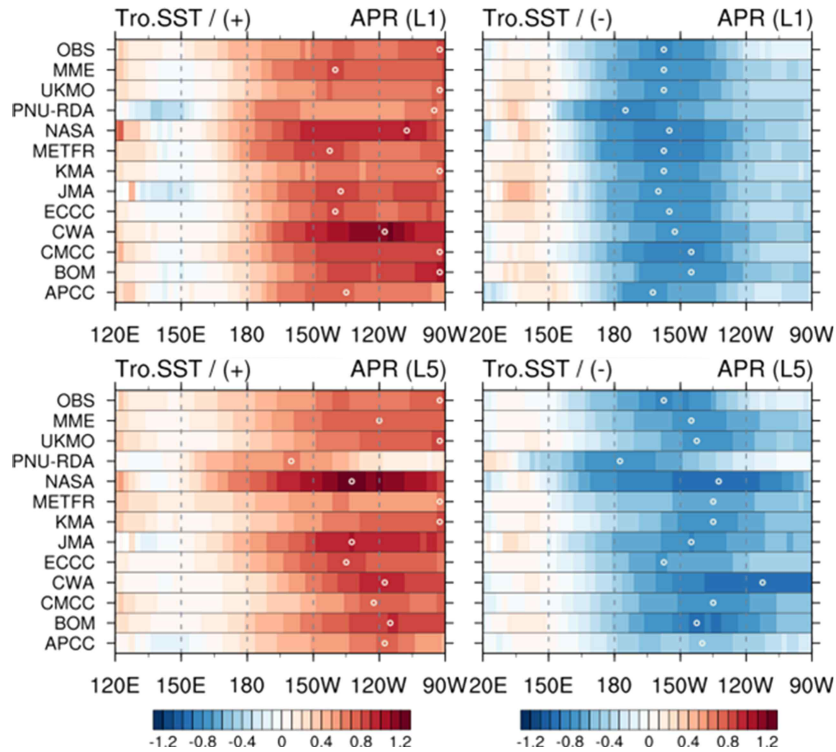 Tro.SST / (+) APR (L1) Tro.SST / (-) APR (L1)
OBS
MME
UKMO
PNU-RDA
NASA
METFR
KMA
JMA
ECCC
CWA
CMCC
BOM
APCC
120E 150E 180 150W 120W 90W 120E 150E 180 150W 120W 90W
Tro.SST / (+) APR (L5) Tro.SST / (-) APR (L5)
OBS
MME
UKMO
PNU-RDA
NASA
METFR
KMA
JMA
ECCC
CWA
CMCC
BOM
APCC
120E 150E 180 150W 120W 90W 120E 150E 180 150W 120W 90W
-1.2 -0.8 -0.4 0 0.4 0.8 1.2 -1.2 -0.8 -0.4 0 0.4 0.8 1.2